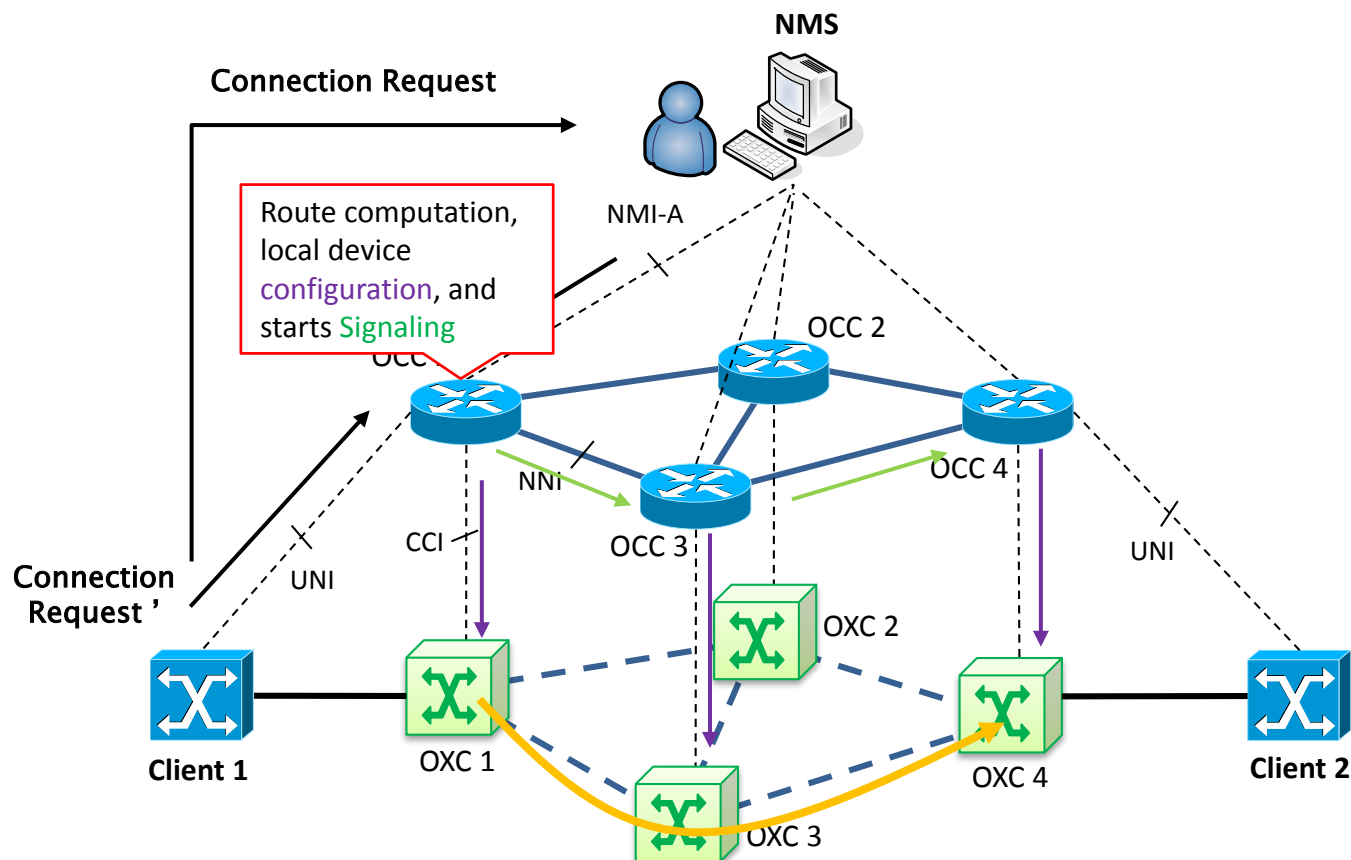 NMS
Connection Request
Route computation,
local device
configuration, and
starts Signaling
NMI-A
OCC
OCC 2
OCC 4
NNI
CCI
OCC 3
UNI
UNI
Connection
Request ’
OXC 2
OXC 1
OXC 4
Client 1
Client 2
OXC 3